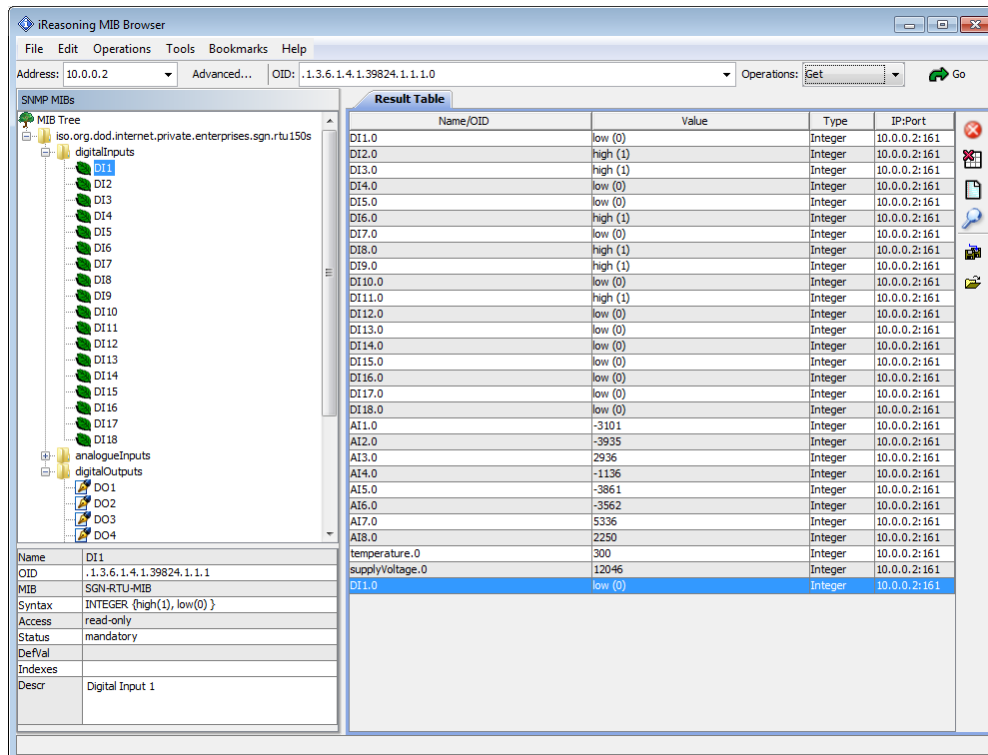 iReasoning MIB Browser
File Edit Operations Tools Bookmarks Help
Address: 10.0.0.2 Advanced... OID: .1.3.6.1.4.1.39824.1.1.1.0 Operations: Get Go
SNMP MIBs
MIB Tree
iso.org.dod.internet.private.enterprises.sgn.rtu150s
digitalInputs
DI1
DI2
DI3
DI4
DI5
DI6
DI7
DI8
DI9
DI10
DI11
DI12
DI13
DI14
DI15
DI16
DI17
DI18
analogueInputs
digitalOutputs
DO1
DO2
DO3
DO4
Name DI1
OID .1.3.6.1.4.1.39824.1.1.1
MIB SGN-RTU-MIB
Syntax INTEGER {high(1), low(0) }
Access read-only
Status mandatory
DefVal
Indexes
Descr Digital Input 1
Result Table
Name/OID Value Type IP:Port
DI1.0 low (0) Integer 10.0.0.2:161
DI2.0 high (1) Integer 10.0.0.2:161
DI3.0 high (1) Integer 10.0.0.2:161
DI4.0 low (0) Integer 10.0.0.2:161
DI5.0 low (0) Integer 10.0.0.2:161
DI6.0 high (1) Integer 10.0.0.2:161
DI7.0 low (0) Integer 10.0.0.2:161
DI8.0 high (1) Integer 10.0.0.2:161
DI9.0 high (1) Integer 10.0.0.2:161
DI10.0 low (0) Integer 10.0.0.2:161
DI11.0 high (1) Integer 10.0.0.2:161
DI12.0 low (0) Integer 10.0.0.2:161
DI13.0 low (0) Integer 10.0.0.2:161
DI14.0 low (0) Integer 10.0.0.2:161
DI15.0 low (0) Integer 10.0.0.2:161
DI16.0 low (0) Integer 10.0.0.2:161
DI17.0 low (0) Integer 10.0.0.2:161
DI18.0 low (0) Integer 10.0.0.2:161
AI1.0 -3101 Integer 10.0.0.2:161
AI2.0 -3935 Integer 10.0.0.2:161
AI3.0 2936 Integer 10.0.0.2:161
AI4.0 -1136 Integer 10.0.0.2:161
AI5.0 -3861 Integer 10.0.0.2:161
AI6.0 -3562 Integer 10.0.0.2:161
AI7.0 5336 Integer 10.0.0.2:161
AI8.0 2250 Integer 10.0.0.2:161
temperature.0 300 Integer 10.0.0.2:161
supplyVoltage.0 12046 Integer 10.0.0.2:161
DI1.0 low (0) Integer 10.0.0.2:161